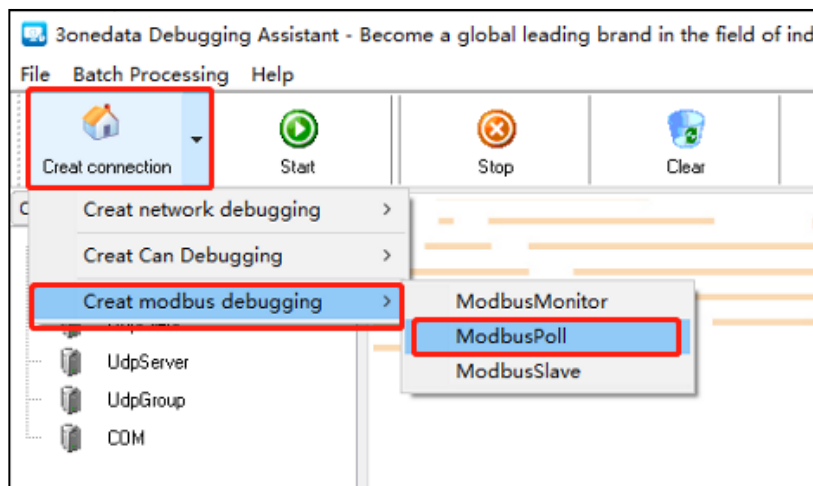 3onedata Debugging Assistant - Become a global leading brand in the field of ind
File Batch Processing Help
Creat connection Start Stop Clear
Creat network debugging >
Creat Can Debugging >
Creat modbus debugging >
ModbusMonitor
ModbusPoll
ModbusSlave
UdpServer
UdpGroup
COM